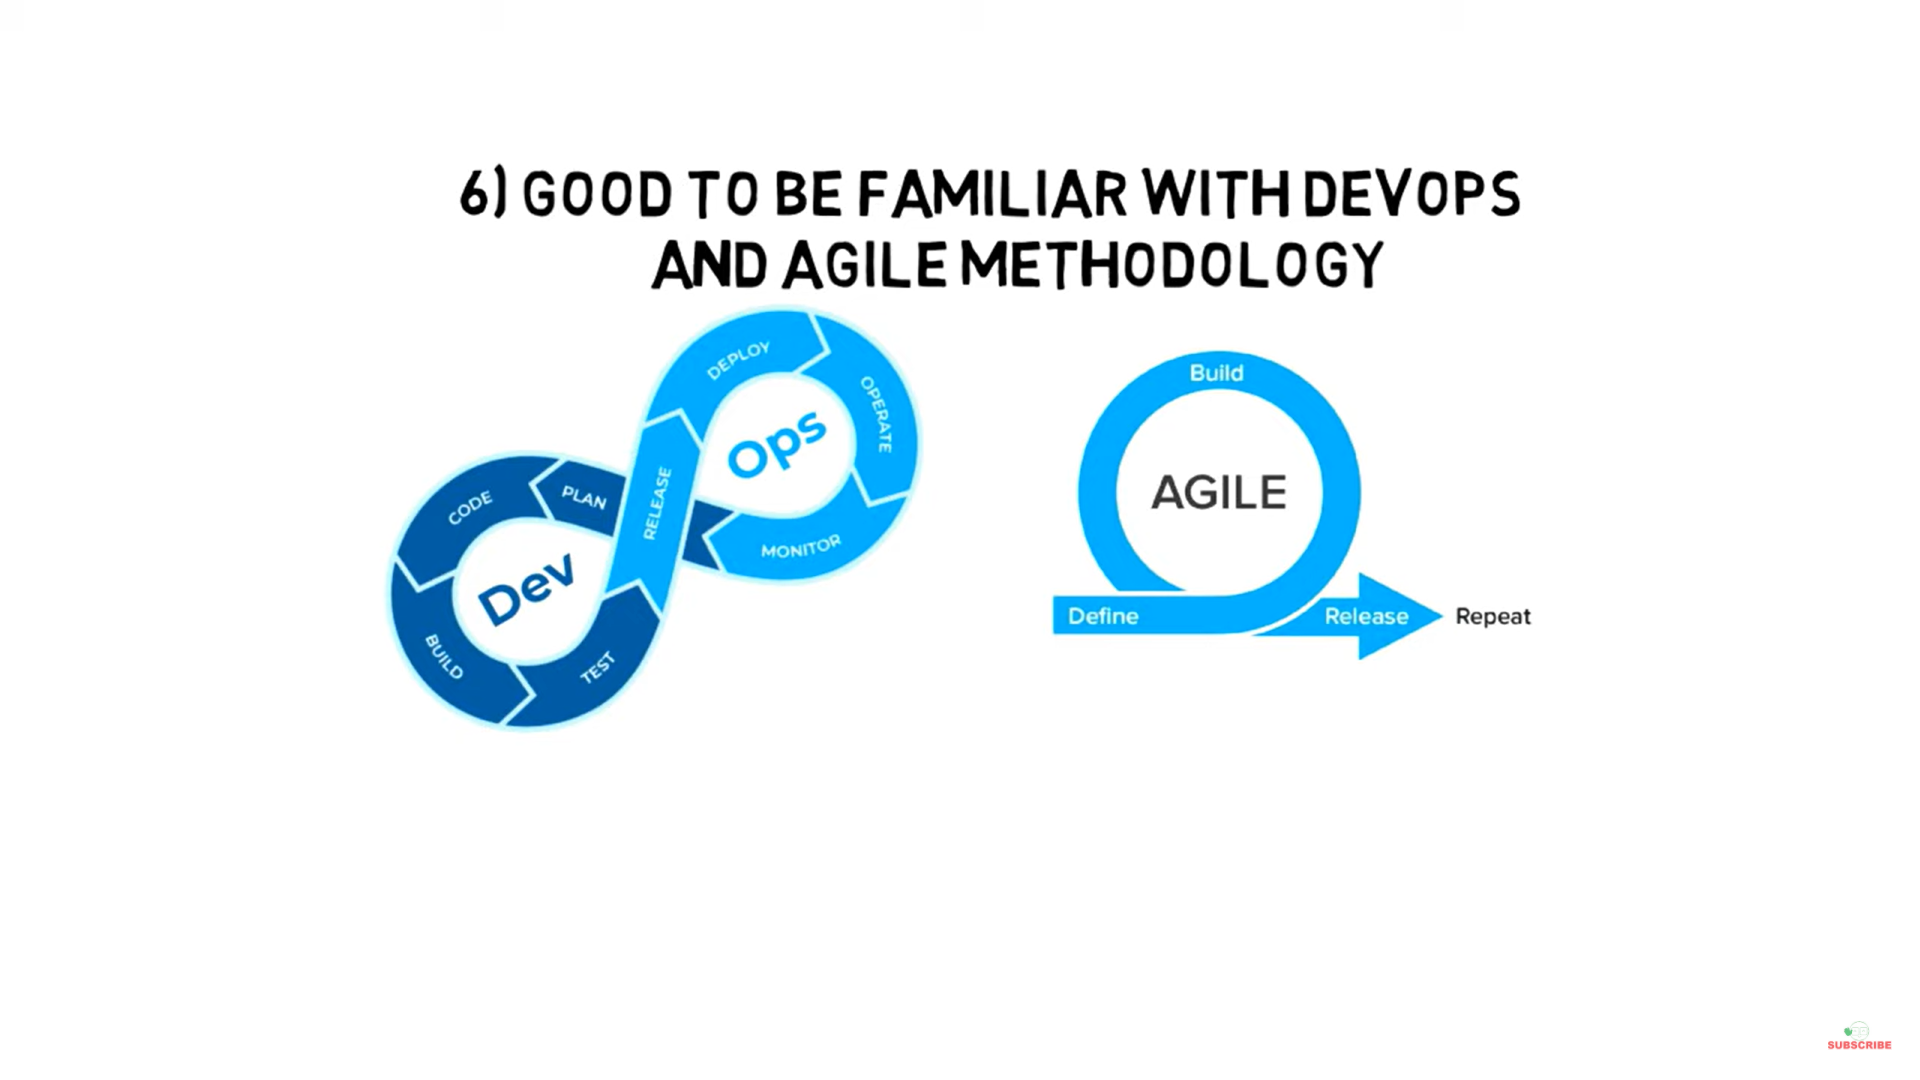 6) GOOD TO BE FAMILIAR WITH DEVOPS
AND AGILE METHODOLOGY
DEPLOY
OPERATE
Ops
MONITOR
RELEASE
PLAN
CODE
Dev
BUILD
TEST
Build
AGILE
Define
Release
Repeat
SUBSCRIBE